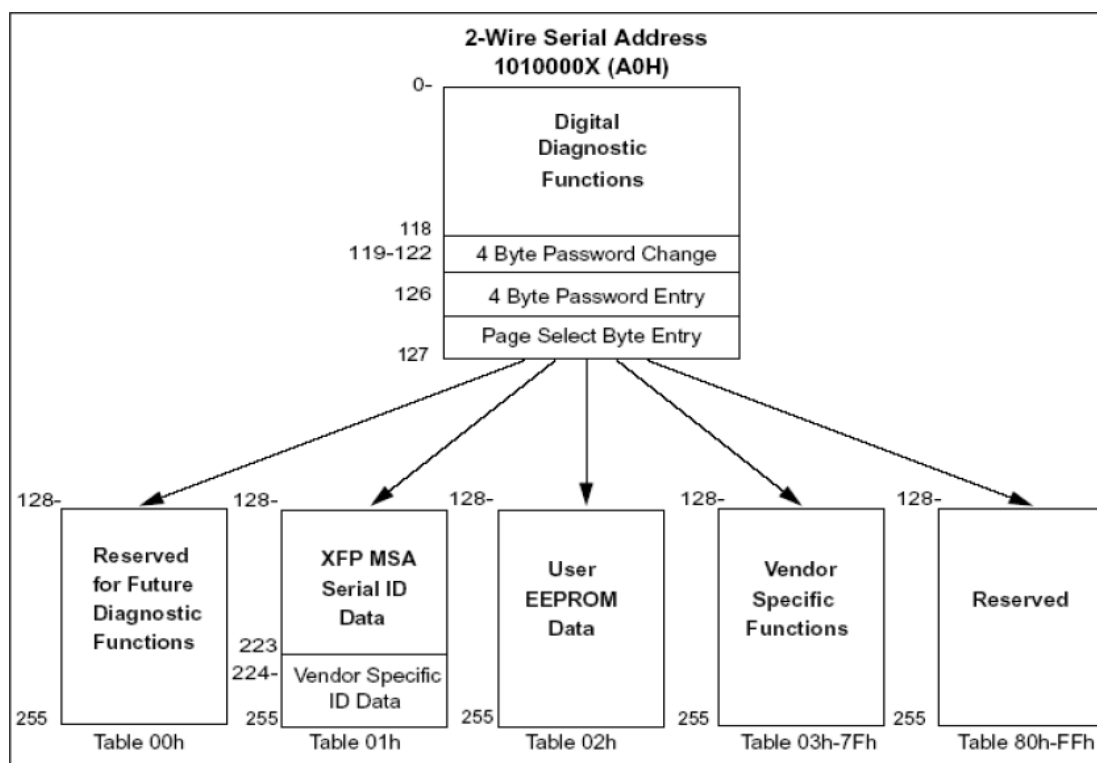 2-Wire Serial Address
1010000X (A0H)
0-
Digital
Diagnostic
Functions
118
119-122
4 Byte Password Change
126
4 Byte Password Entry
Page Select Byte Entry
127
128-
Reserved
for Future
Diagnostic
Functions
255
Table 00h
128-
XFP MSA
Serial ID
Data
223
224-
Vendor Specific
ID Data
255
Table 01h
128-
User
EEPROM
Data
255
Table 02h
128-
Vendor
Specific
Functions
255
Table 03h-7Fh
128-
Reserved
255
Table 80h-FFh